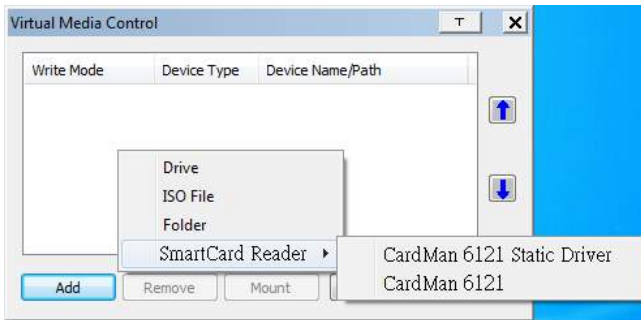 Virtual Media Control T
Write Mode Device Type Device Name/Path
Drive
ISO File
Folder
SmartCard Reader
CardMan 6121 Static Driver
CardMan 6121
Add Remove Mount